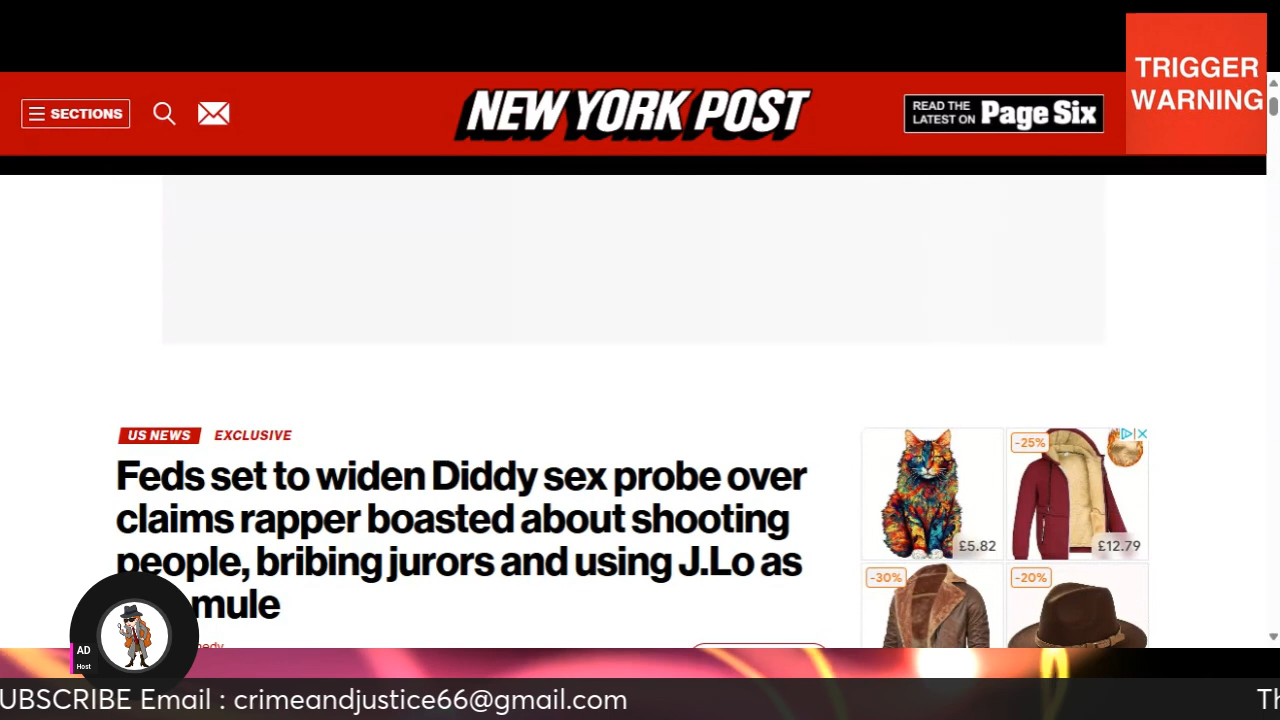 TRIGGER
WARNING
SECTIONS
NEW YORK POST
READ THE
LATEST ON
Page Six
US NEWS EXCLUSIVE
Feds set to widen Diddy sex probe over
claims rapper boasted about shooting
people, bribing jurors and using J.Lo as
mule
-25%
£5.82
£12.79
-30%
-20%
AD
Host
UBSCRIBE Email : crimeandjustice66@gmail.com
Th